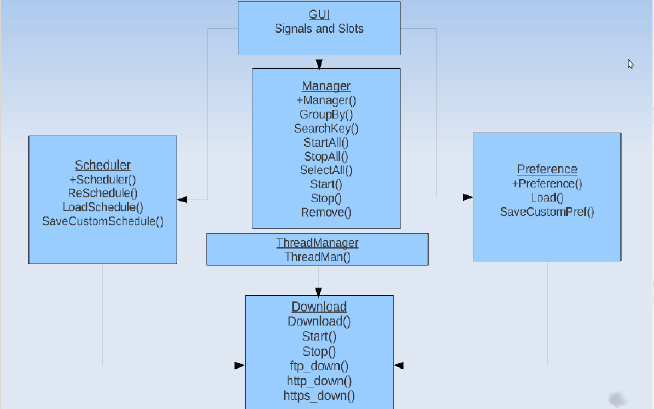 GUI
Signals and Slots
Manager
+Manager()
GroupBy()
SearchKey()
StartAll()
StopAll()
SelectAll()
Start()
Stop()
Remove()
Scheduler
+Scheduler()
ReSchedule()
LoadSchedule()
SaveCustomSchedule()
Preference
+Preference()
Load()
SaveCustomPref()
ThreadManager
ThreadMan()
Download
Download()
Start()
Stop()
ftp_down()
http_down()
https_down()